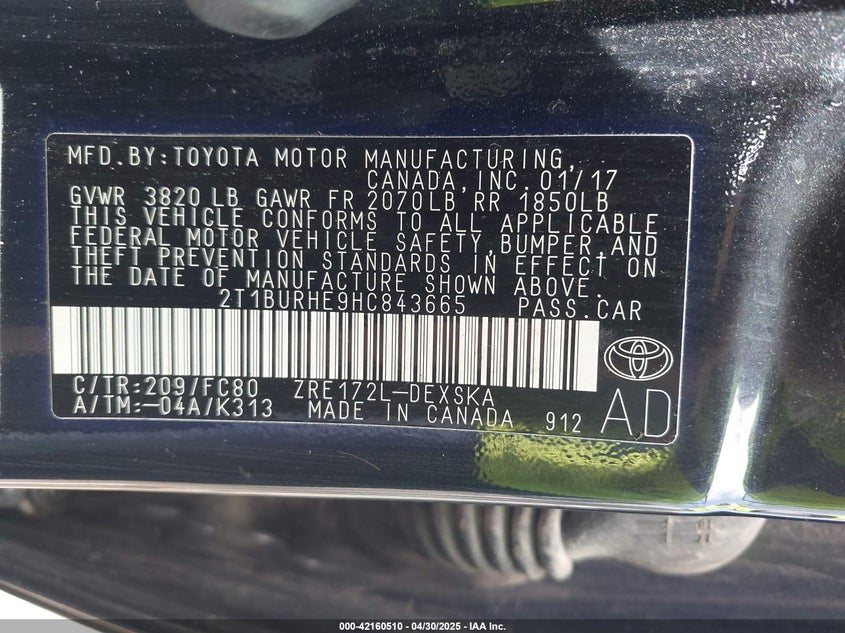 MFD.BY:TOYOTA MOTOR MANUFACTURING,
CANADA,INC. 01/17
GVWR 3820 LB GAWR FR 2070LB RR 1850LB
THIS VEHICLE CONFORMS TO ALL APPLICABLE
FEDERAL MOTOR VEHICLE SAFETY,BUMPER,AND
THEFT PREVENTION STANDARDS IN EFFECT ON
THE DATE OF MANUFACTURE SHOWN ABOVE.
2T1BURHE9HC843665 PASS.CAR
C/TR:209/FC80 ZRE172L-DEXSKA
A/TM:-04A/K313 MADE IN CANADA 912 AD
000-42160510 - 04/30/2025 - IAA Inc.